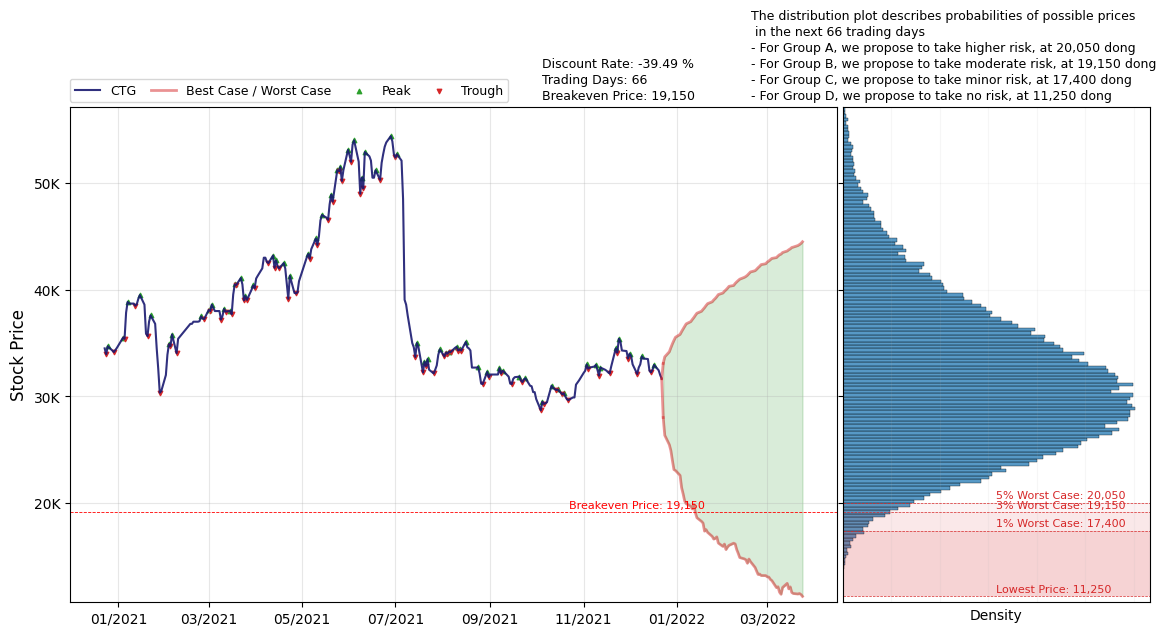 The distribution plot describes probabilities of possible prices
in the next 66 trading days
- For Group A, we propose to take higher risk, at 20,050 dong
- For Group B, we propose to take moderate risk, at 19,150 dong
- For Group C, we propose to take minor risk, at 17,400 dong
- For Group D, we propose to take no risk, at 11,250 dong
Discount Rate: -39.49 %
Trading Days: 66
Breakeven Price: 19,150
CTG Best Case / Worst Case Peak Trough
Stock Price
50K
40K
30K
20K
Breakeven Price: 19,150
01/2021 03/2021 05/2021 07/2021 09/2021 11/2021 01/2022 03/2022
5% Worst Case: 20,050
3% Worst Case: 19,150
1% Worst Case: 17,400
Lowest Price: 11,250
Density